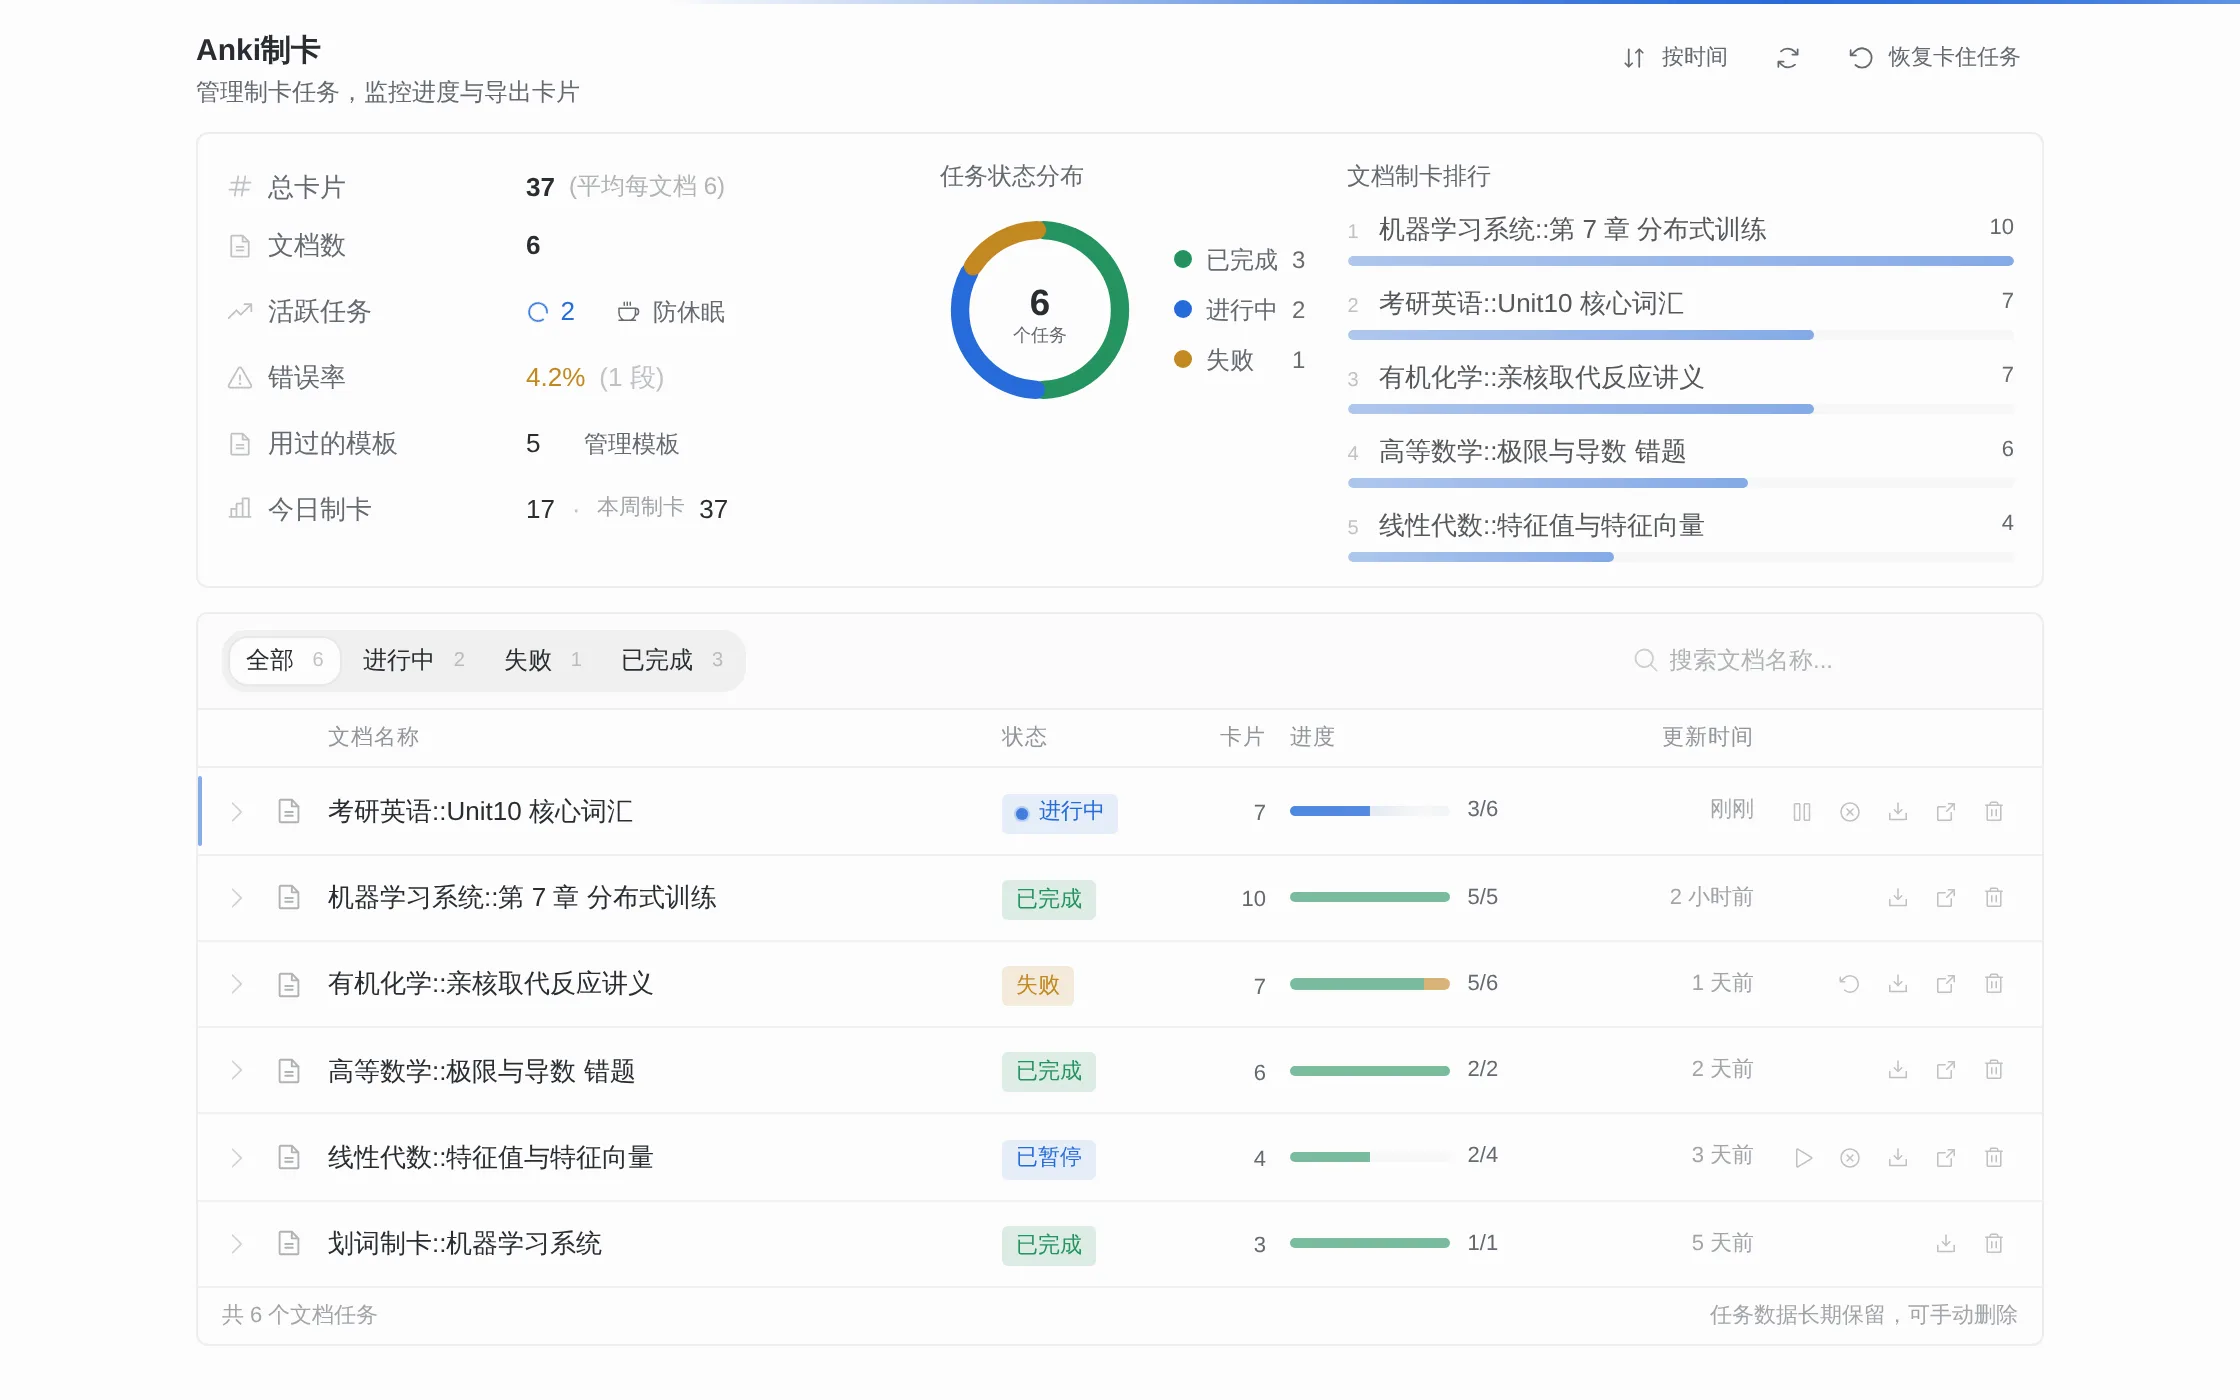 Anki制卡
管理制卡任务，监控进度与导出卡片
按时间
恢复卡住任务
总卡片 37 (平均每文档 6)
文档数 6
活跃任务 2 防休眠
错误率 4.2% (1 段)
用过的模板 5 管理模板
今日制卡 17 · 本周制卡 37
任务状态分布
6
个任务
已完成 3
进行中 2
失败 1
文档制卡排行
1 机器学习系统::第 7 章 分布式训练 10
2 考研英语::Unit10 核心词汇 7
3 有机化学::亲核取代反应讲义 7
4 高等数学::极限与导数 错题 6
5 线性代数::特征值与特征向量 4
全部 6 进行中 2 失败 1 已完成 3
搜索文档名称...
文档名称 状态 卡片 进度 更新时间
考研英语::Unit10 核心词汇 进行中 7 3/6 刚刚
机器学习系统::第 7 章 分布式训练 已完成 10 5/5 2 小时前
有机化学::亲核取代反应讲义 失败 7 5/6 1 天前
高等数学::极限与导数 错题 已完成 6 2/2 2 天前
线性代数::特征值与特征向量 已暂停 4 2/4 3 天前
划词制卡::机器学习系统 已完成 3 1/1 5 天前
共 6 个文档任务
任务数据长期保留，可手动删除